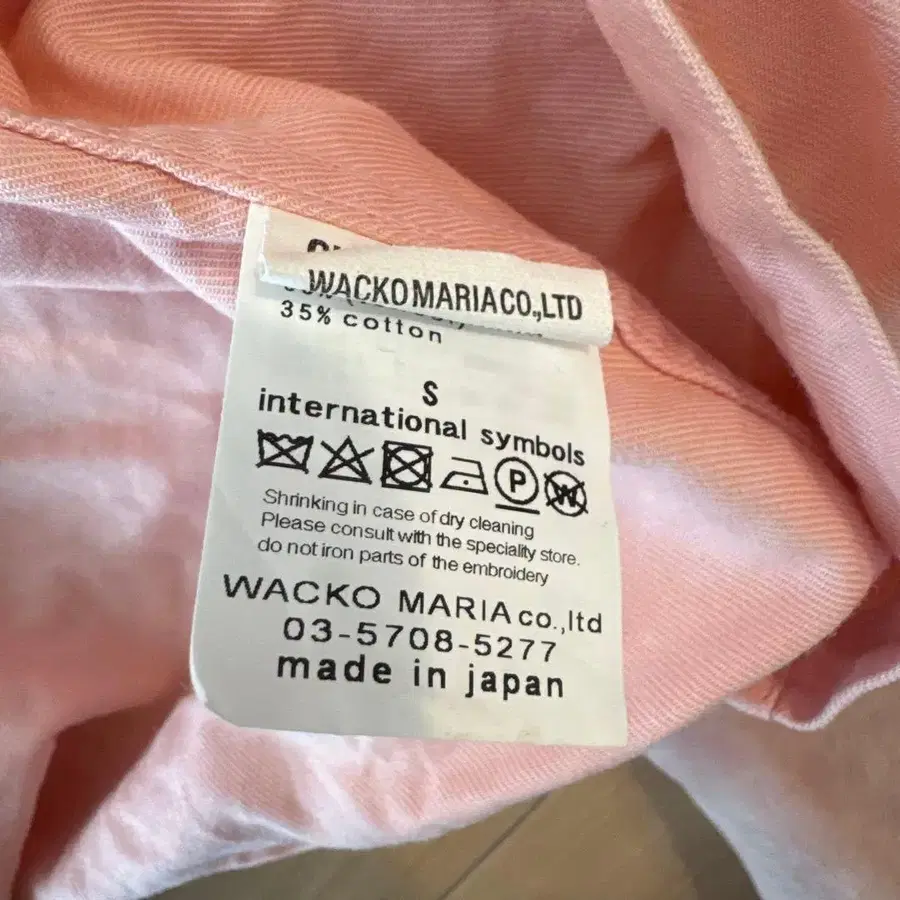 WACKO MARIA CO.,LTD
35% cotton
S
international symbols
P
W
Shrinking in case of dry cleaning
Please consult with the speciality store.
do not iron parts of the embroidery
WACKO MARIA co.,ltd
03-5708-5277
made in japan